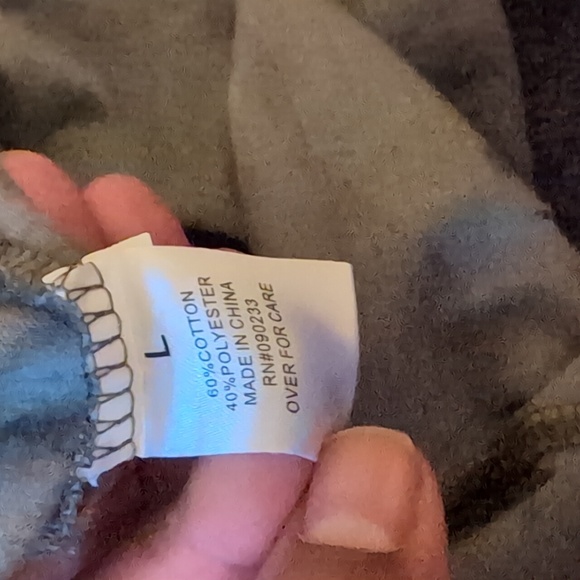 L
60%COTTON
40%POLYESTER
MADE IN CHINA
RN#090233
OVER FOR CARE